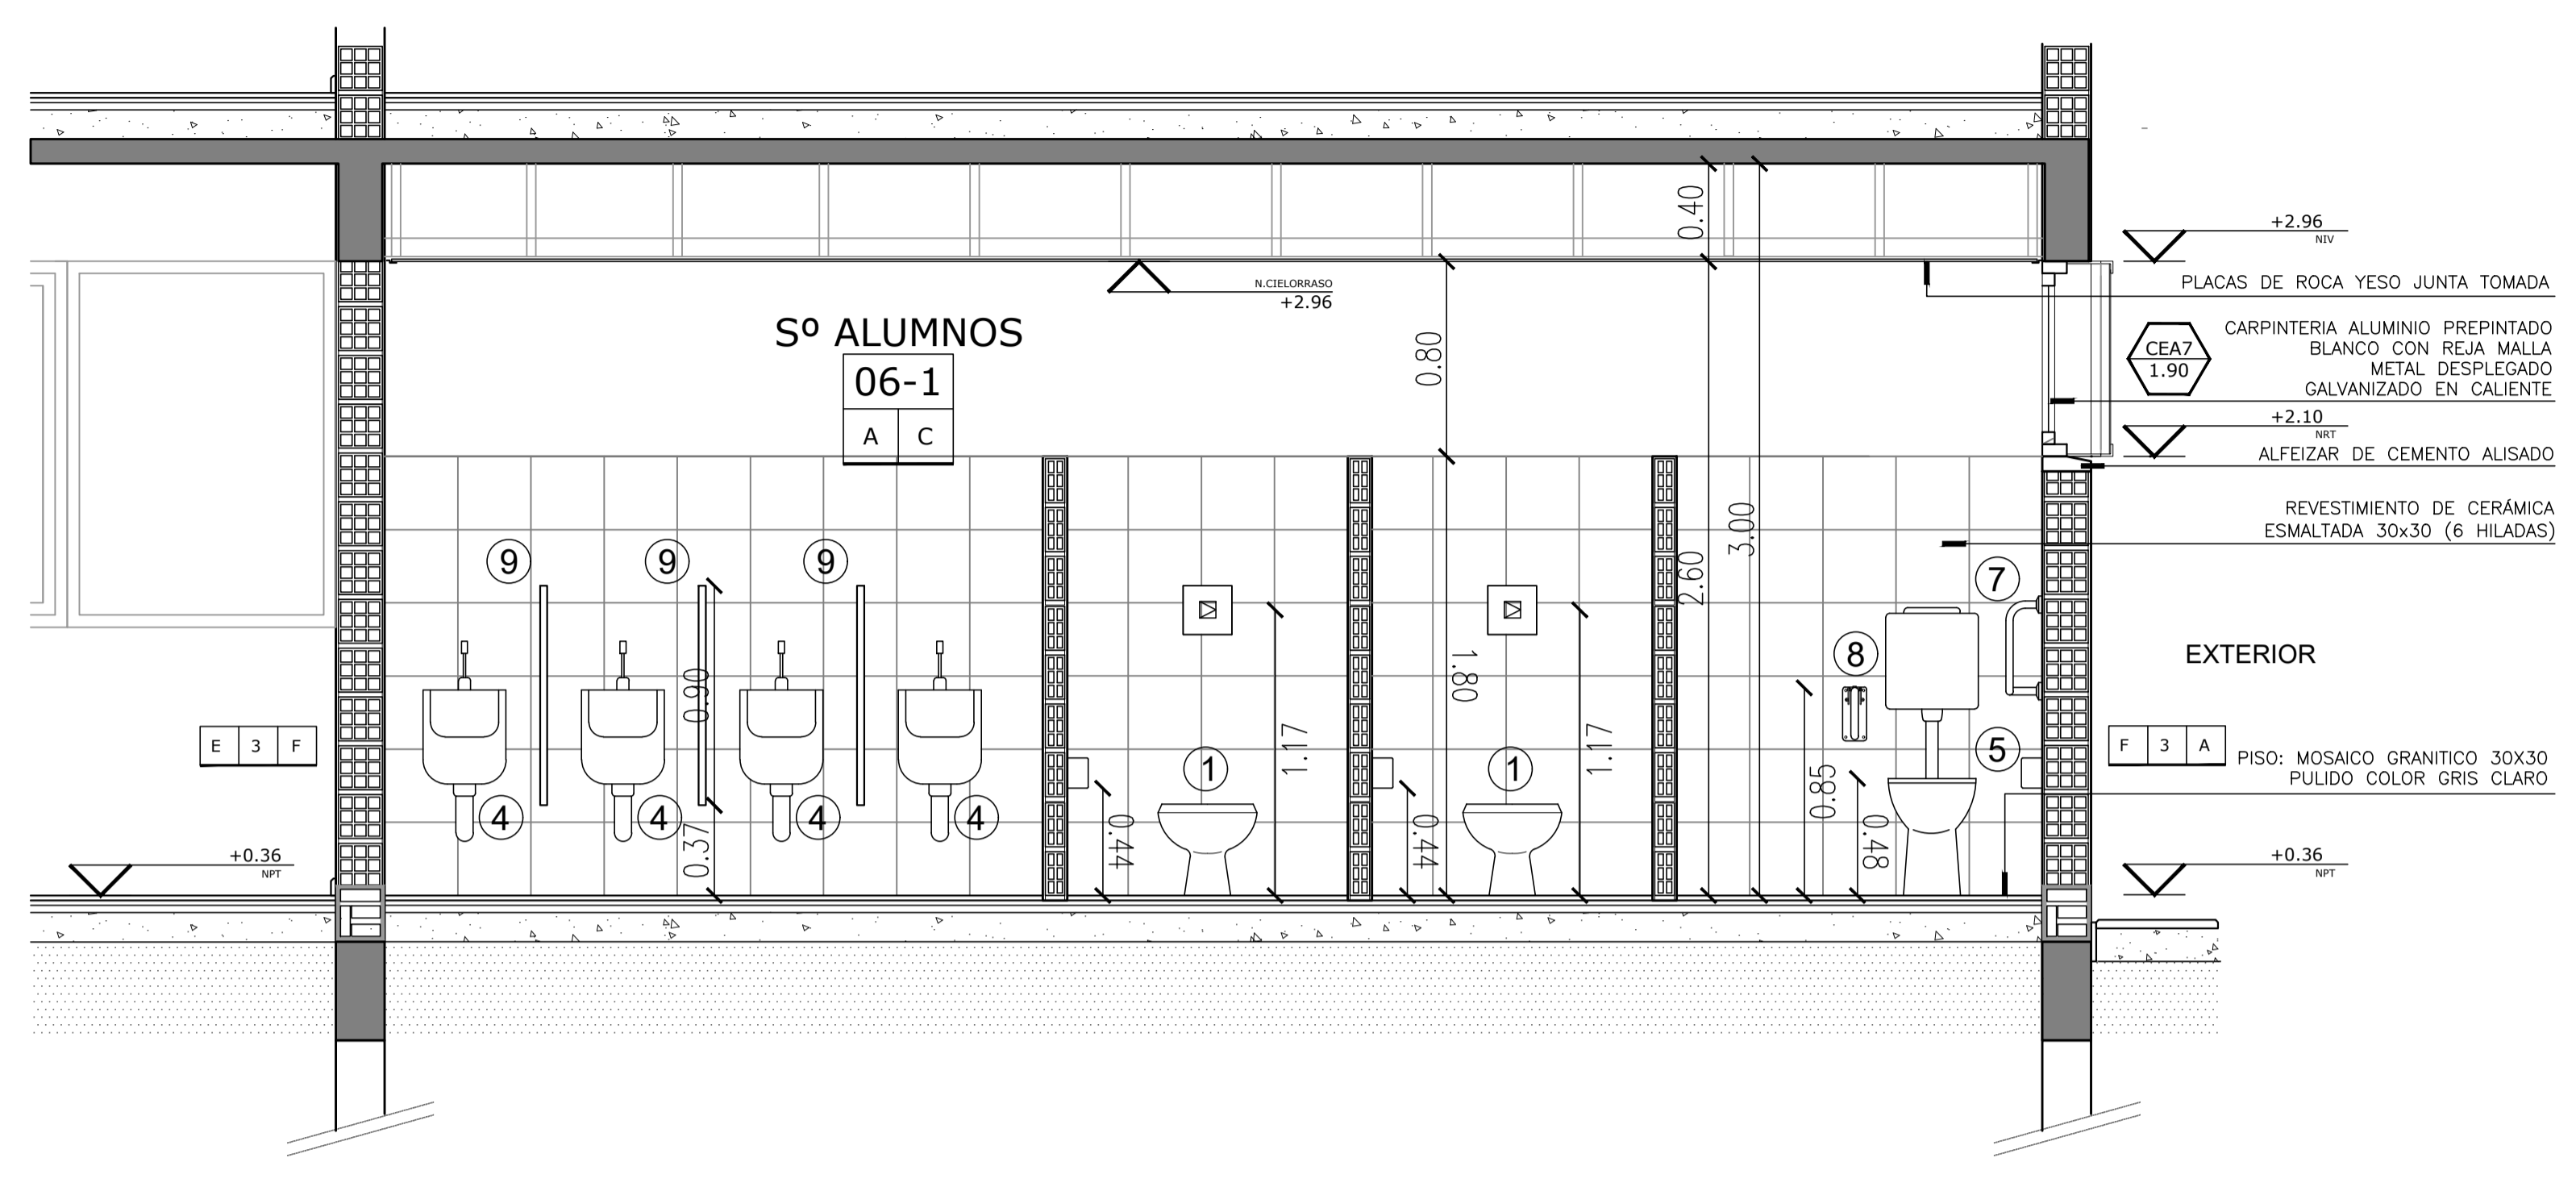 0.40
+2.96
NIV
N.CIELORRASO
+2.96
PLACAS DE ROCA YESO JUNTA TOMADA
Sº ALUMNOS
06-1
A C
0.80
CEA7
1.90
CARPINTERIA ALUMINIO PREPINTADO
BLANCO CON REJA MALLA
METAL DESPLEGADO
GALVANIZADO EN CALIENTE
+2.10
NRT
ALFEIZAR DE CEMENTO ALISADO
REVESTIMIENTO DE CERÁMICA
ESMALTADA 30x30 (6 HILADAS)
9 9 9
3.00
2.60
7
8
EXTERIOR
0.90
1.80
1.17
1.17
E 3 F
1
1
5
F 3 A
PISO: MOSAICO GRANITICO 30X30
PULIDO COLOR GRIS CLARO
4 4 4 4
0.37
0.44
0.44
0.85
0.48
+0.36
NPT
+0.36
NPT